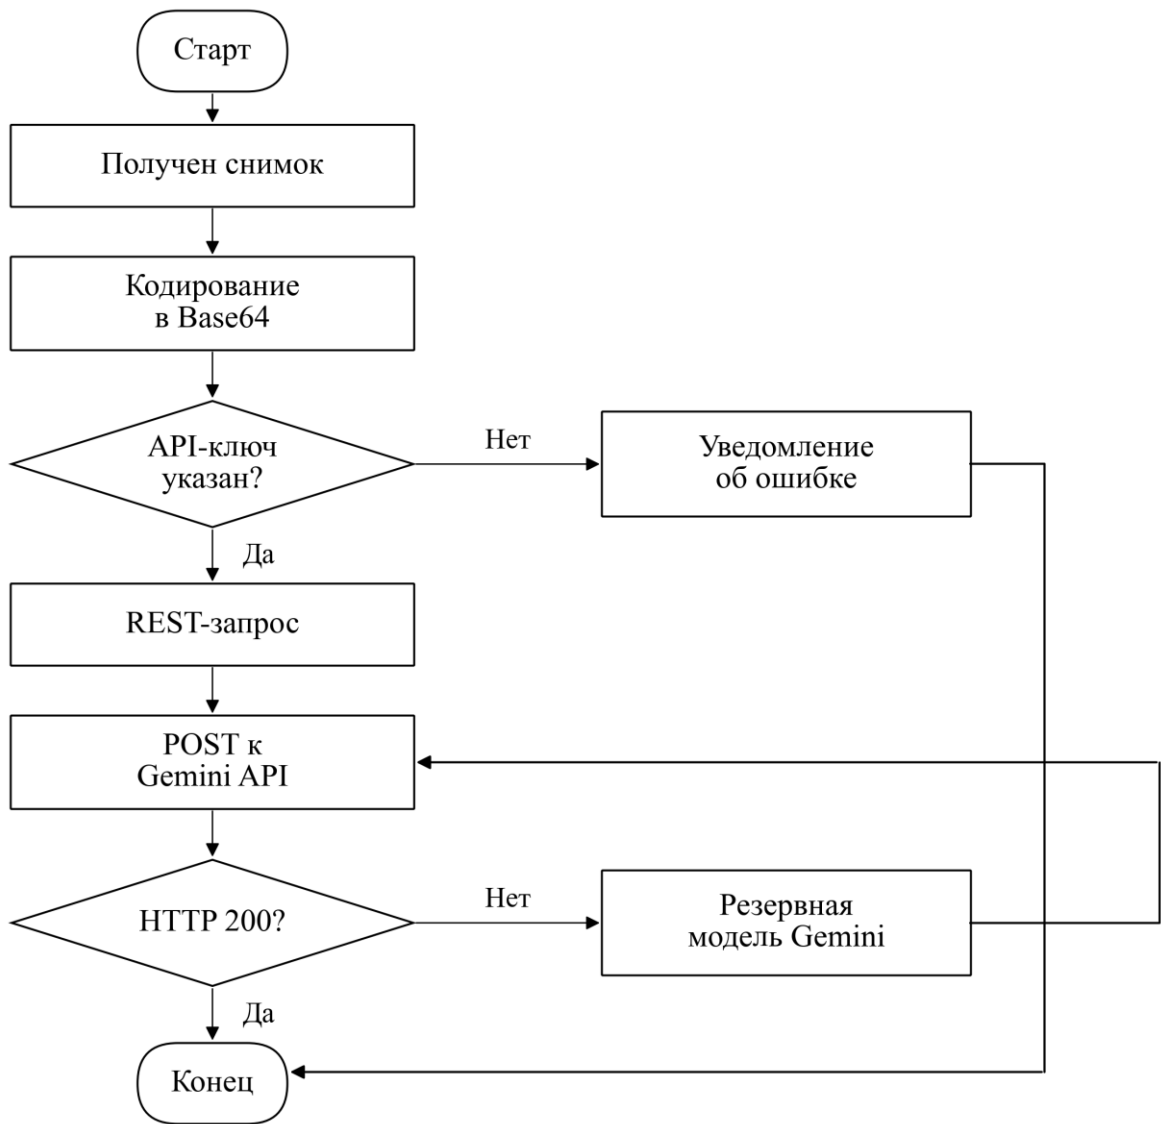 Старт
Получен снимок
Кодирование
в Base64
API-ключ
указан?
Нет
Уведомление
об ошибке
Да
REST-запрос
POST к
Gemini API
HTTP 200?
Нет
Резервная
модель Gemini
Да
Конец